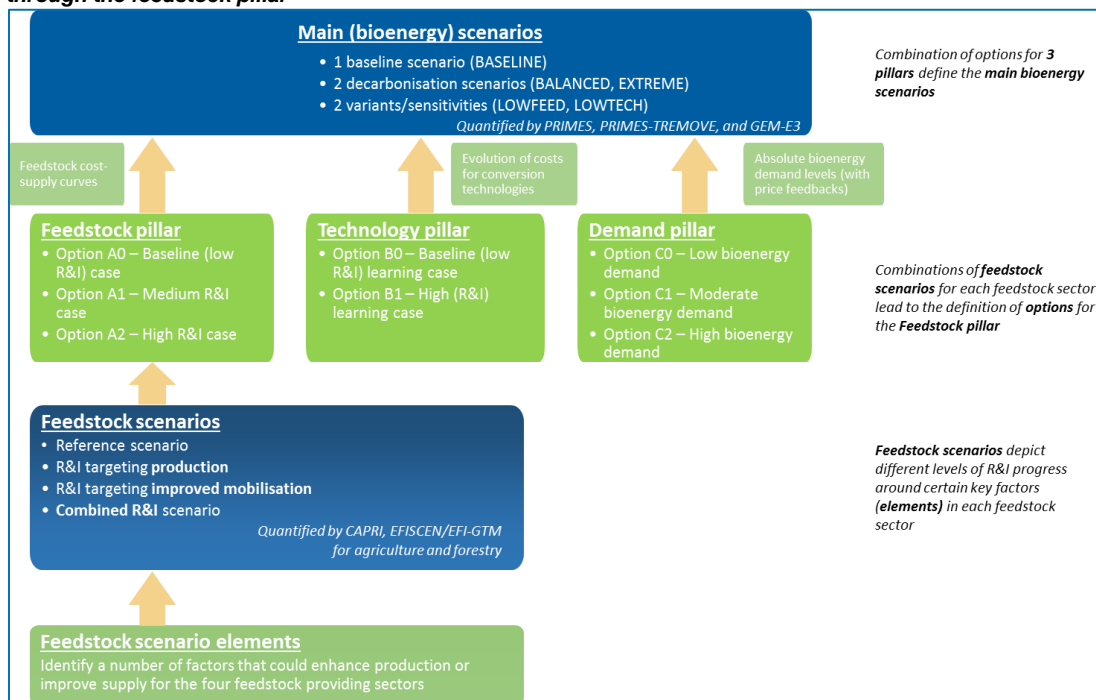 through the feedstock pillar
Main (bioenergy) scenarios
• 1 baseline scenario (BASELINE)
• 2 decarbonisation scenarios (BALANCED, EXTREME)
• 2 variants/sensitivities (LOWFEED, LOWTECH)
Quantified by PRIMES, PRIMES-TREMOVE, and GEM-E3
Combination of options for 3
pillars define the main bioenergy
scenarios
Feedstock cost-
supply curves
Evolution of costs
for conversion
technologies
Absolute bioenergy
demand levels (with
price feedbacks)
Feedstock pillar
• Option A0 – Baseline (low
R&I) case
• Option A1 – Medium R&I
case
• Option A2 – High R&I case
Technology pillar
• Option B0 – Baseline (low
R&I) learning case
• Option B1 – High (R&I)
learning case
Demand pillar
• Option C0 – Low bioenergy
demand
• Option C1 – Moderate
bioenergy demand
• Option C2 – High bioenergy
demand
Combinations of feedstock
scenarios for each feedstock sector
lead to the definition of options for
the Feedstock pillar
Feedstock scenarios
• Reference scenario
• R&I targeting production
• R&I targeting improved mobilisation
• Combined R&I scenario
Quantified by CAPRI, EFISCEN/EFI-GTM
for agriculture and forestry
Feedstock scenarios depict
different levels of R&I progress
around certain key factors
(elements) in each feedstock
sector
Feedstock scenario elements
Identify a number of factors that could enhance production or
improve supply for the four feedstock providing sectors